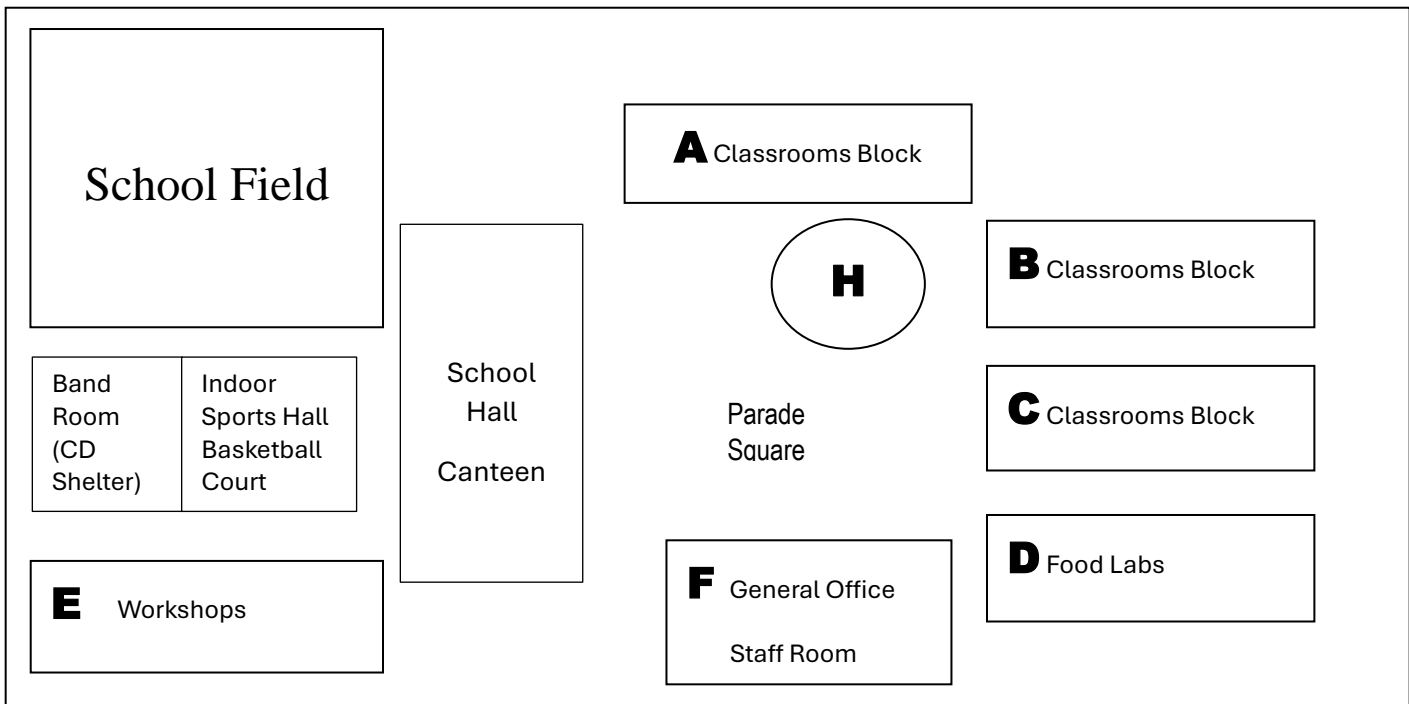 School Field
A Classrooms Block
H
B Classrooms Block
Band
Room
(CD
Shelter)
Indoor
Sports Hall
Basketball
Court
School
Hall
Canteen
Parade
Square
C Classrooms Block
E Workshops
F General Office
Staff Room
D Food Labs